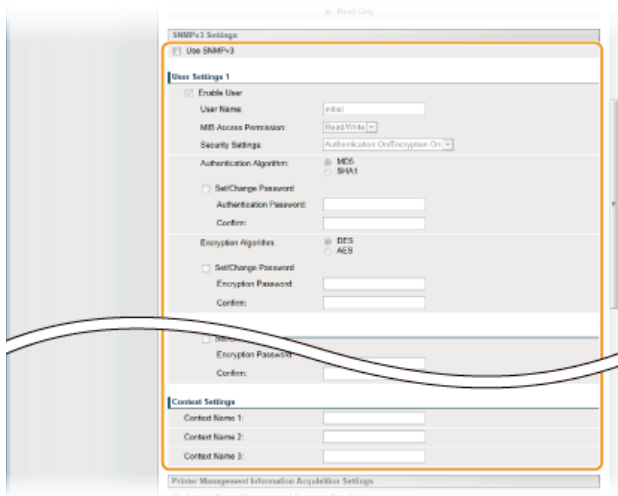 Read Only
SNMPv3 Settings
Use SNMPv3
User Settings 1
Enable User
User Name: initial
MIB Access Permission: Read/Write
Security Settings: Authentication On/Encryption On
Authentication Algorithm: MD5
SHA1
Set/Change Password
Authentication Password:
Confirm:
Encryption Algorithm: DES
AES
Set/Change Password
Encryption Password:
Confirm:
Encryption Password:
Confirm:
Context Settings
Context Name 1:
Context Name 2:
Context Name 3:
Printer Management Information Acquisition Settings